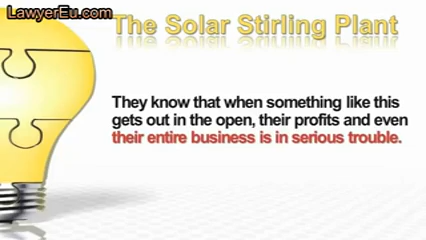 LawyerEu.com
The Solar Stirling Plant
They know that when something like this
gets out in the open, their profits and even
their entire business is in serious trouble.